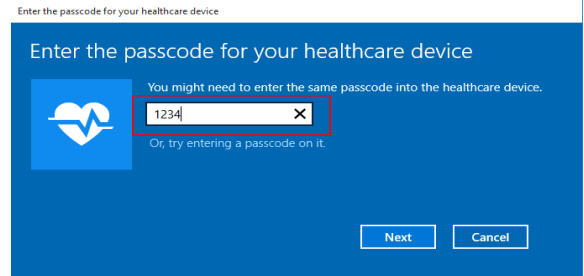 Enter the passcode for your healthcare device
Enter the passcode for your healthcare device
You might need to enter the same passcode into the healthcare device.
1234
Or, try entering a passcode on it.
Next Cancel